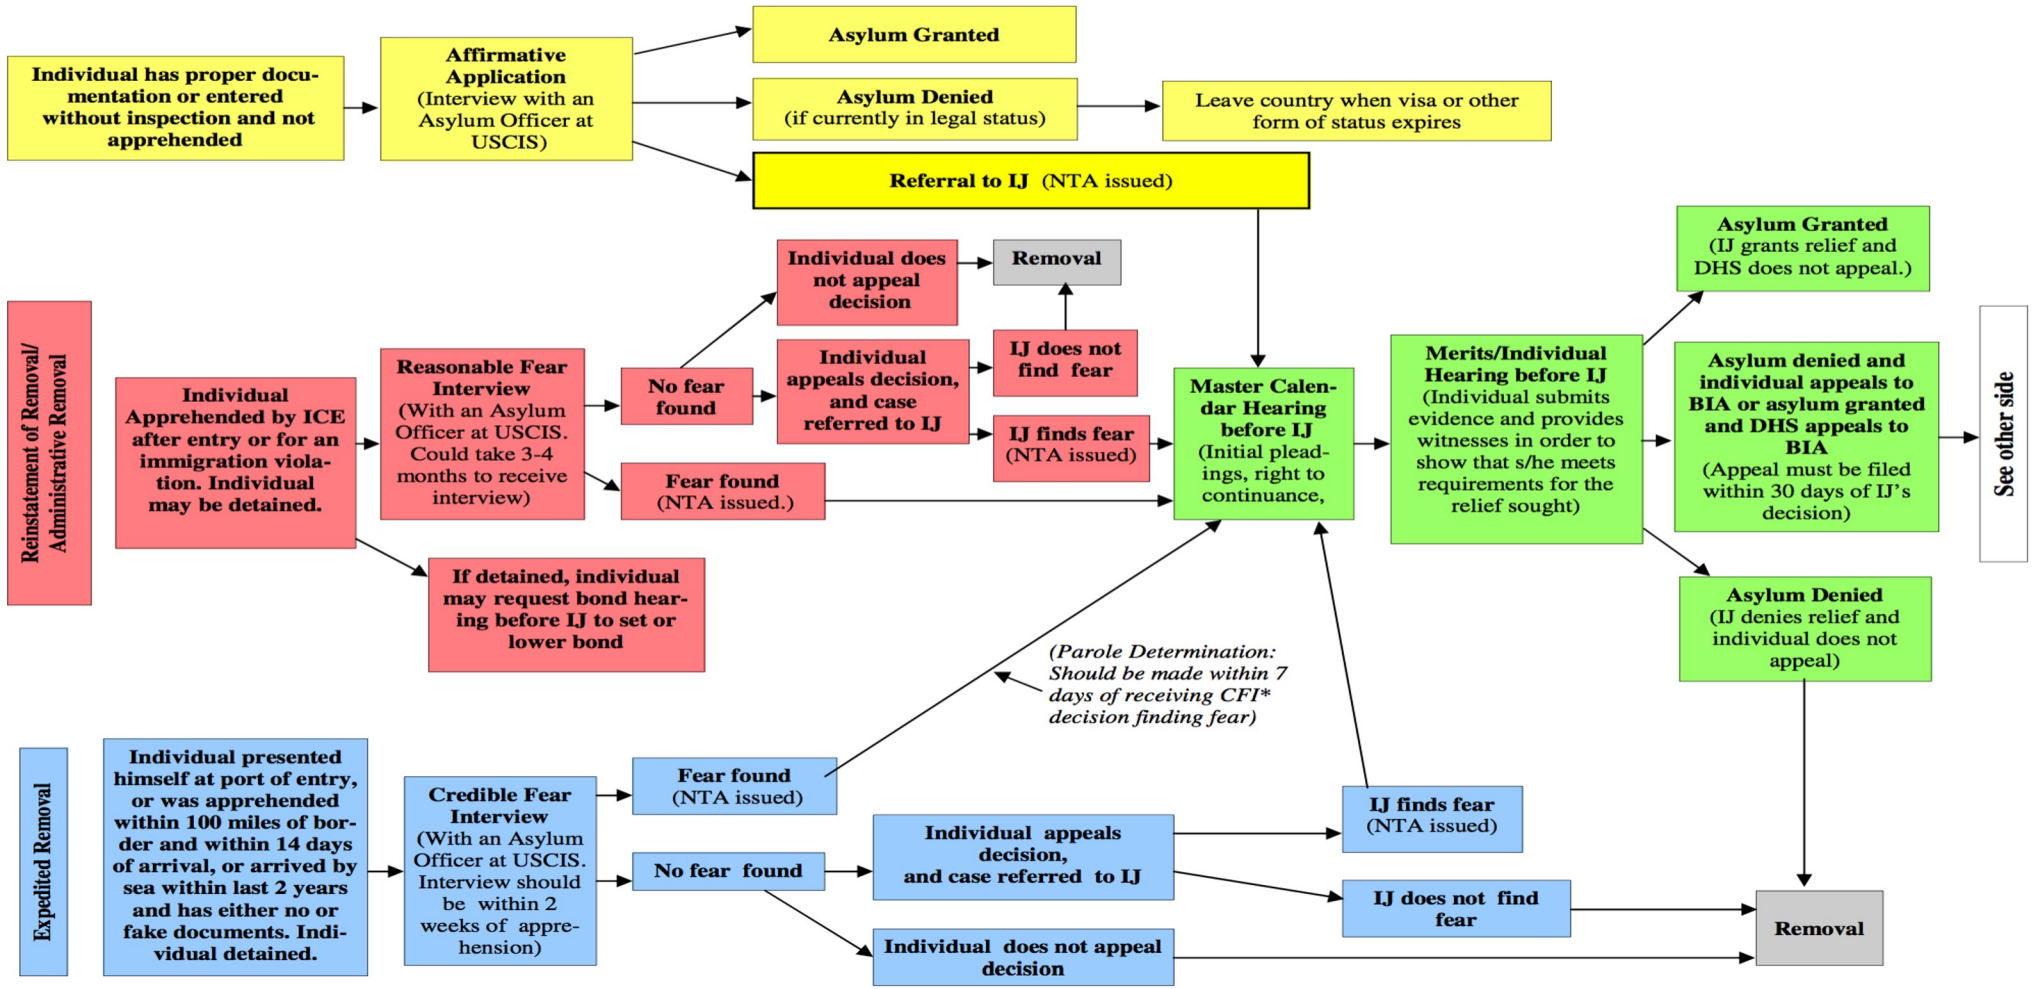 Individual has proper docu-
mentation or entered
without inspection and not
apprehended
Affirmative
Application
(Interview with an
Asylum Officer at
USCIS)
Asylum Granted
Asylum Denied
(if currently in legal status)
Leave country when visa or other
form of status expires
Referral to IJ (NTA issued)
Reinstatement of Removal/
Administrative Removal
Individual
Apprehended by ICE
after entry or for an
immigration viola-
tion. Individual
may be detained.
Reasonable Fear
Interview
(With an Asylum
Officer at USCIS.
Could take 3-4
months to receive
interview)
If detained, individual
may request bond hear-
ing before IJ to set or
lower bond
No fear
found
Fear found
(NTA issued.)
Individual does
not appeal
decision
Removal
Individual
appeals decision,
and case
referred to IJ
IJ does not
find fear
IJ finds fear
(NTA issued)
Master Calen-
dar Hearing
before IJ
(Initial plead-
ings, right to
continuance,
Merits/Individual
Hearing before IJ
(Individual submits
evidence and provides
witnesses in order to
show that s/he meets
requirements for the
relief sought)
Asylum Granted
(IJ grants relief and
DHS does not appeal.)
Asylum denied and
individual appeals to
BIA or asylum granted
and DHS appeals to
BIA
(Appeal must be filed
within 30 days of IJ's
decision)
See other side
Asylum Denied
(IJ denies relief and
individual does not
appeal)
(Parole Determination:
Should be made within 7
days of receiving CFI*
decision finding fear)
Expedited Removal
Individual presented
himself at port of entry,
or was apprehended
within 100 miles of bor-
der and within 14 days
of arrival, or arrived by
sea within last 2 years
and has either no or
fake documents. Indi-
vidual detained.
Credible Fear
Interview
(With an Asylum
Officer at USCIS.
Interview should
be within 2
weeks of appre-
hension)
Fear found
(NTA issued)
No fear found
Individual appeals
decision,
and case referred to IJ
Individual does not appeal
decision
IJ finds fear
(NTA issued)
IJ does not find
fear
Removal